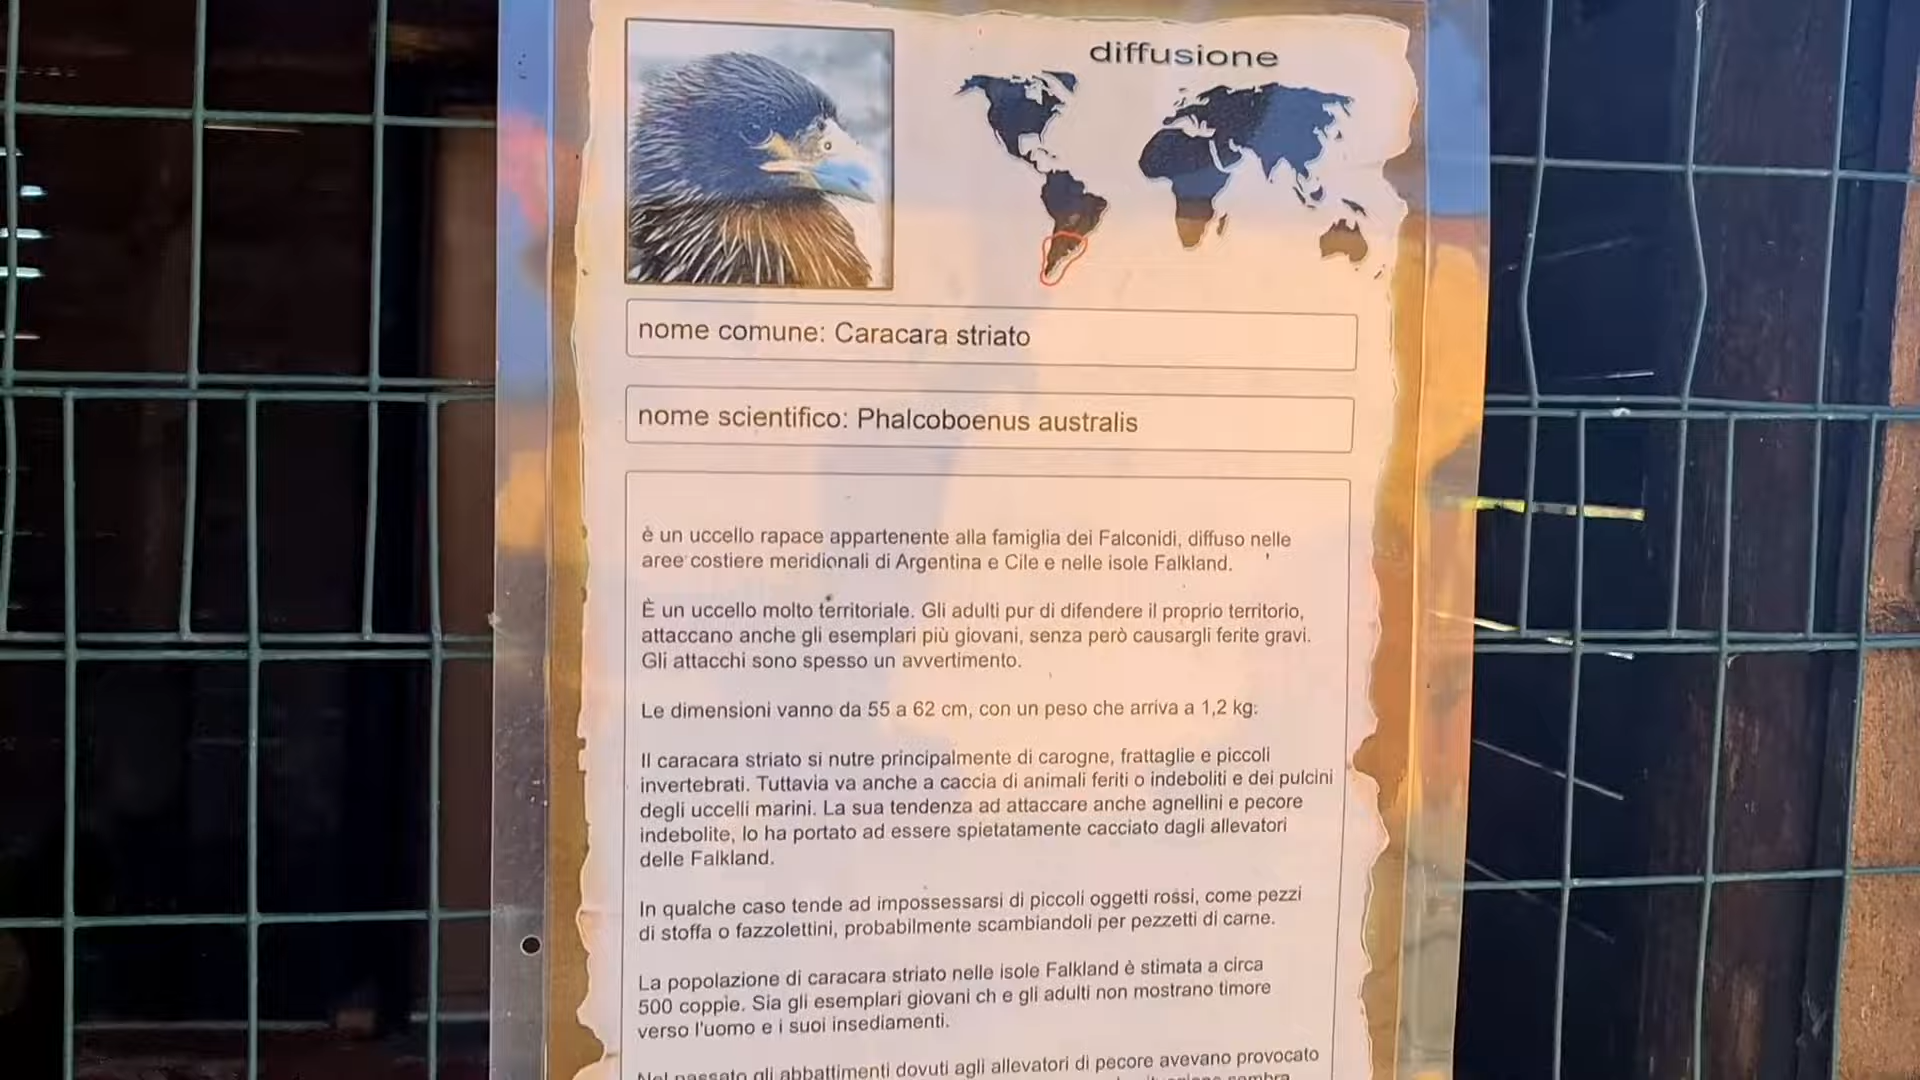 diffusione
nome comune: Caracara striato
nome scientifico: Phalcoboenus australis
è un uccello rapace appartenente alla famiglia dei Falconidi, diffuso nelle
aree costiere meridionali di Argentina e Cile e nelle isole Falkland.
È un uccello molto territoriale. Gli adulti pur di difendere il proprio territorio,
attaccano anche gli esemplari più giovani, senza però causargli ferite gravi.
Gli attacchi sono spesso un avvertimento.
Le dimensioni vanno da 55 a 62 cm, con un peso che arriva a 1,2 kg:
Il caracara striato si nutre principalmente di carogne, frattaglie e piccoli
invertebrati. Tuttavia va anche a caccia di animali feriti o indeboliti e dei pulcini
degli uccelli marini. La sua tendenza ad attaccare anche agnellini e pecore
indebolite, lo ha portato ad essere spietatamente cacciato dagli allevatori
delle Falkland.
In qualche caso tende ad impossessarsi di piccoli oggetti rossi, come pezzi
di stoffa o fazzolettini, probabilmente scambiandoli per pezzetti di carne.
La popolazione di caracara striato nelle isole Falkland è stimata a circa
500 coppie. Sia gli esemplari giovani ch e gli adulti non mostrano timore
verso l'uomo e i suoi insediamenti.
Nel passato gli abbattimenti dovuti agli allevatori di pecore avevano provocato